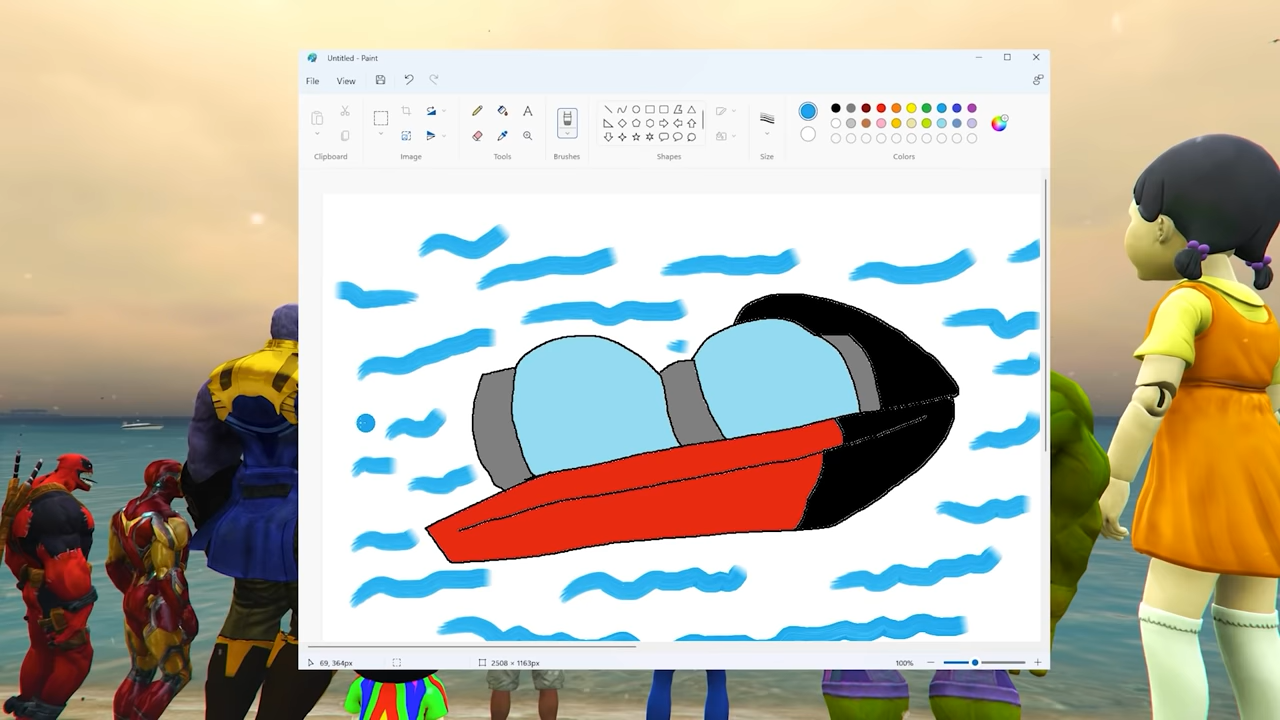 Untitled - Paint
File View
Clipboard Image Tools Brushes Shapes Size Colors
69, 364px 2508 × 1163px 100%